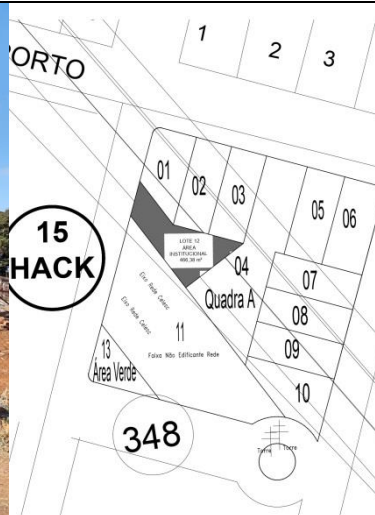 1
2
3
PORTO
01
02
03
05
06
15
HACK
LOTE 12
ÁREA
INSTITUCIONAL
04
Quadra A
07
08
09
10
Eixo Rede Celesc
Eixo Rede Celesc
11
Faixa Não Edificante Rede
13
Área Verde
348
Torre
Torre